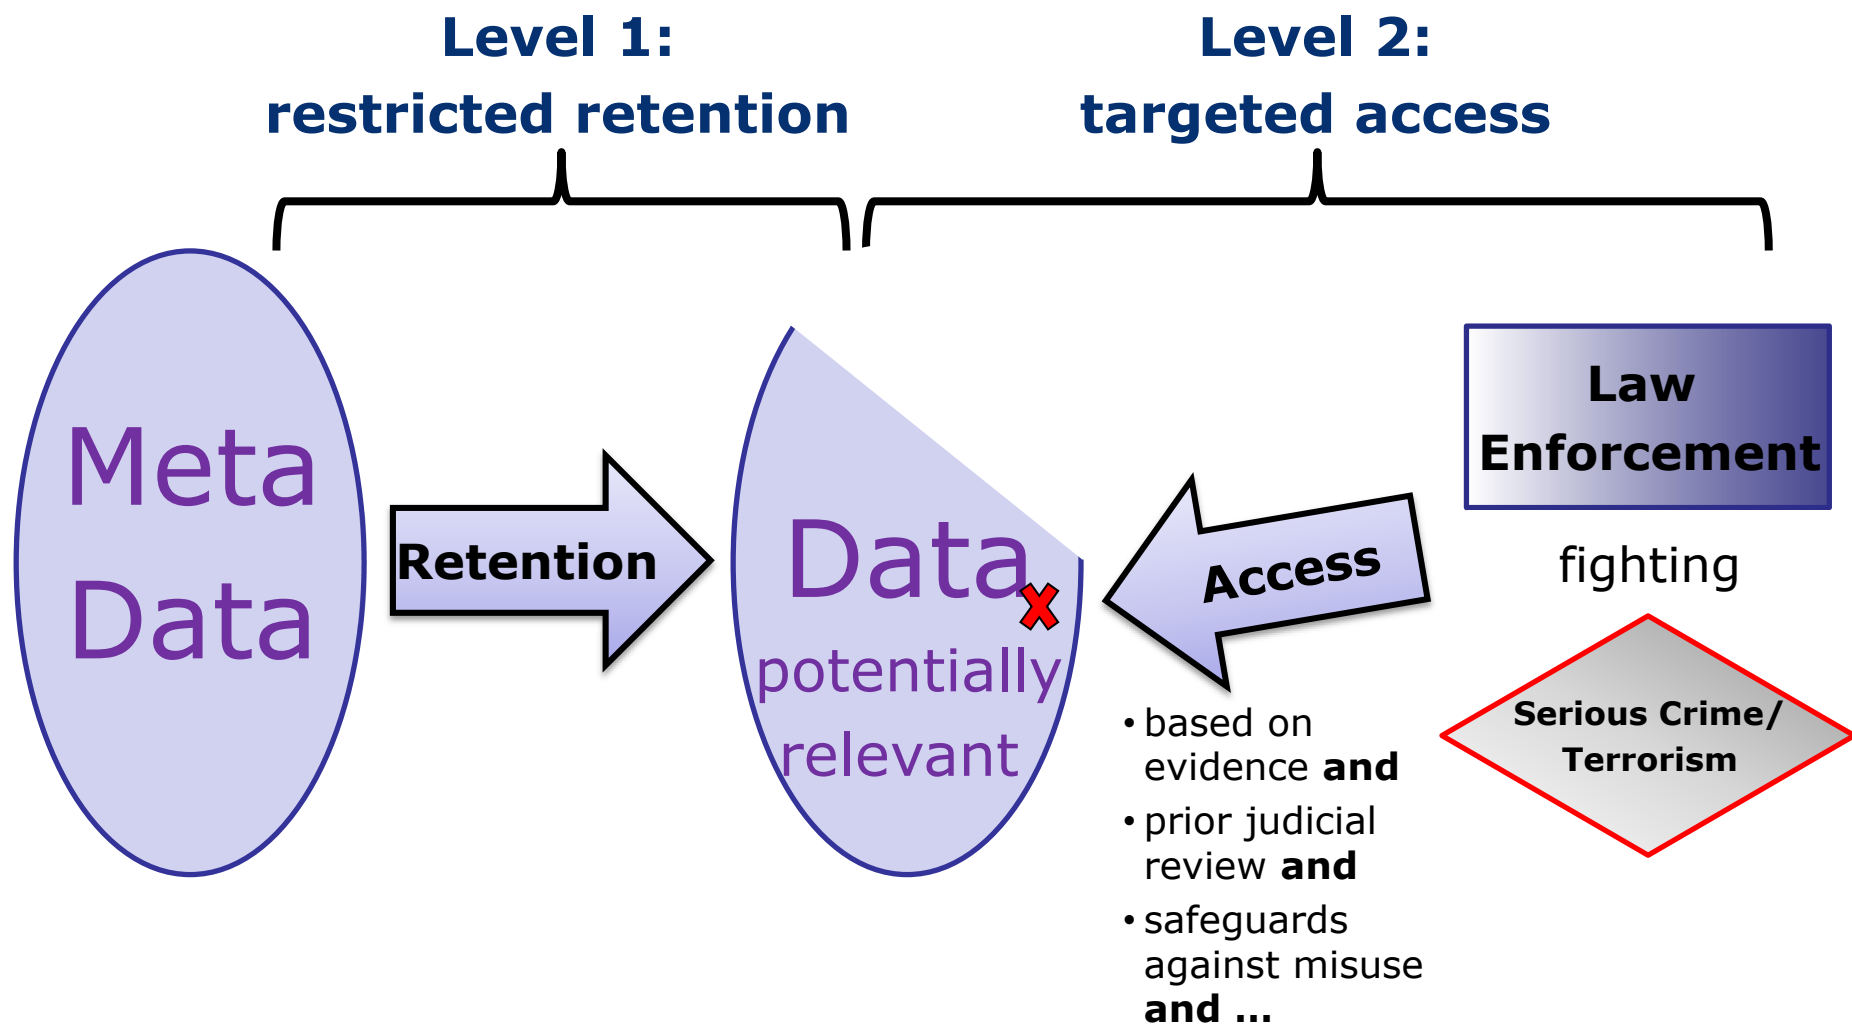 Level 1:
restricted retention
Level 2:
targeted access
Meta
Data
Retention
Data
potentially
relevant
Access
• based on
evidence and
• prior judicial
review and
• safeguards
against misuse
and ...
Law
Enforcement
fighting
Serious Crime/
Terrorism